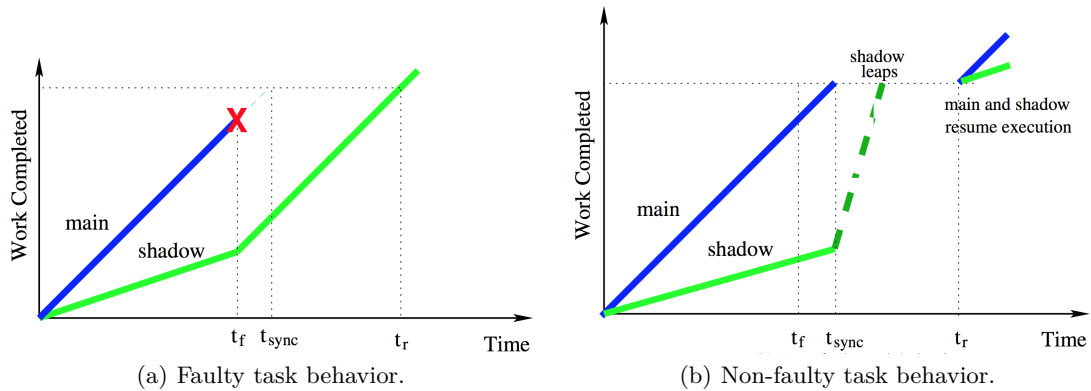 Work Completed
main
shadow
X
t_f
t_sync
t_r
Time
(a) Faulty task behavior.
Work Completed
shadow
leaps
main and shadow
resume execution
main
shadow
t_f
t_sync
t_r
Time
(b) Non-faulty task behavior.